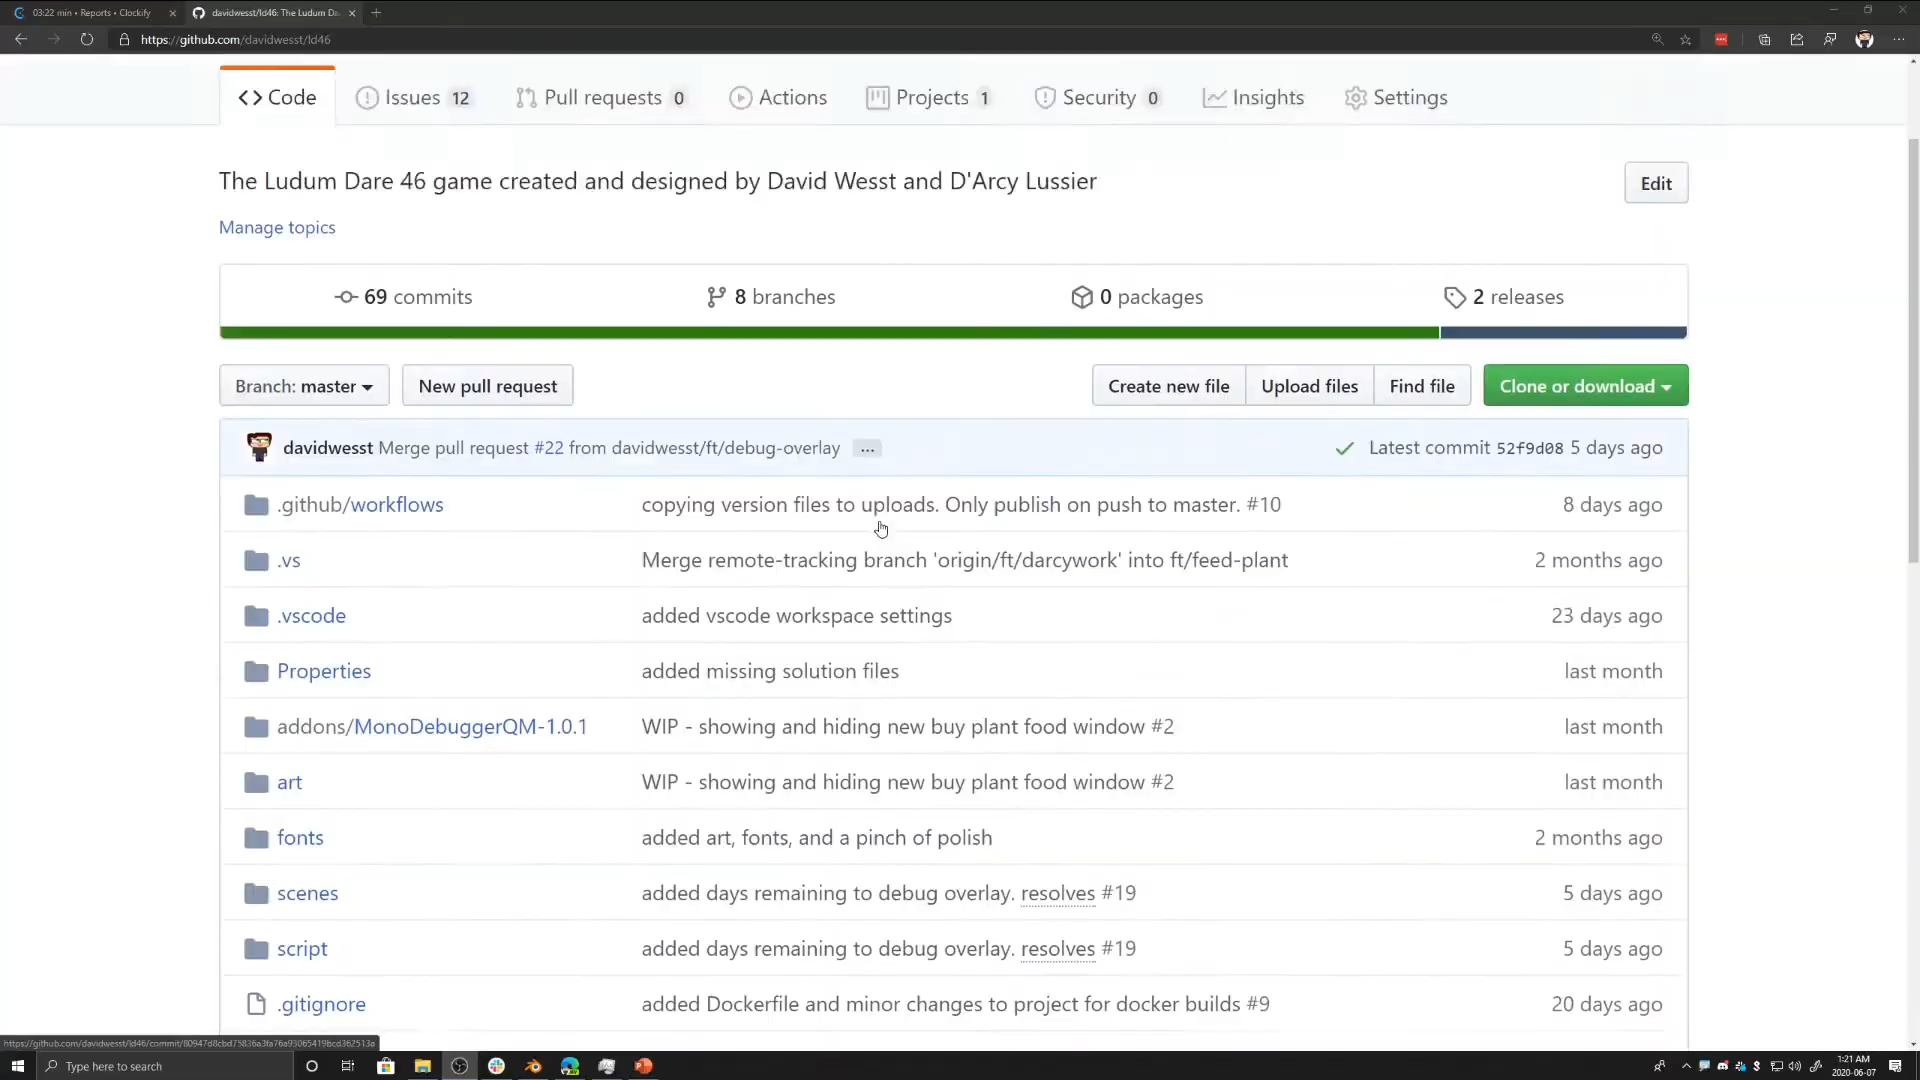 03:22 min • Reports • Clockify
davidwesst/ld46: The Ludum Da
https://github.com/davidwesst/ld46
Code
Issues 12
Pull requests 0
Actions
Projects 1
Security 0
Insights
Settings
The Ludum Dare 46 game created and designed by David Wesst and D'Arcy Lussier
Edit
Manage topics
69 commits
8 branches
0 packages
2 releases
Branch: master
New pull request
Create new file
Upload files
Find file
Clone or download
davidwesst Merge pull request #22 from davidwesst/ft/debug-overlay ...
Latest commit 52f9d08 5 days ago
.github/workflows copying version files to uploads. Only publish on push to master. #10 8 days ago
.vs Merge remote-tracking branch 'origin/ft/darcywork' into ft/feed-plant 2 months ago
.vscode added vscode workspace settings 23 days ago
Properties added missing solution files last month
addons/MonoDebuggerQM-1.0.1 WIP - showing and hiding new buy plant food window #2 last month
art WIP - showing and hiding new buy plant food window #2 last month
fonts added art, fonts, and a pinch of polish 2 months ago
scenes added days remaining to debug overlay. resolves #19 5 days ago
script added days remaining to debug overlay. resolves #19 5 days ago
.gitignore added Dockerfile and minor changes to project for docker builds #9 20 days ago
Type here to search
1:21 AM
2020-06-07